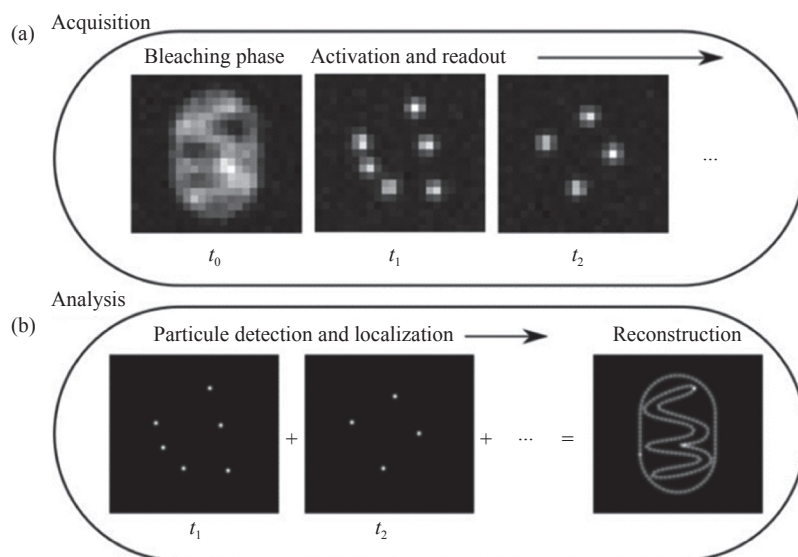 (a)
Acquisition
Bleaching phase Activation and readout
t0 t1 t2
...
(b)
Analysis
Particule detection and localization Reconstruction
+ + ... =
t1 t2